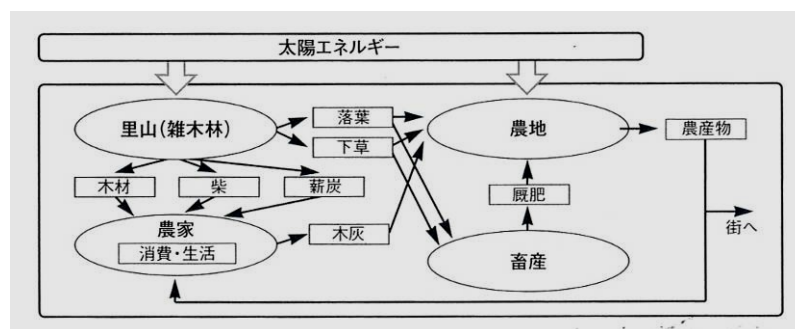 太陽エネルギー
里山(雑木林)
落葉
下草
農地
農産物
木材
柴
薪炭
厩肥
農家
消費・生活
木灰
畜産
街へ